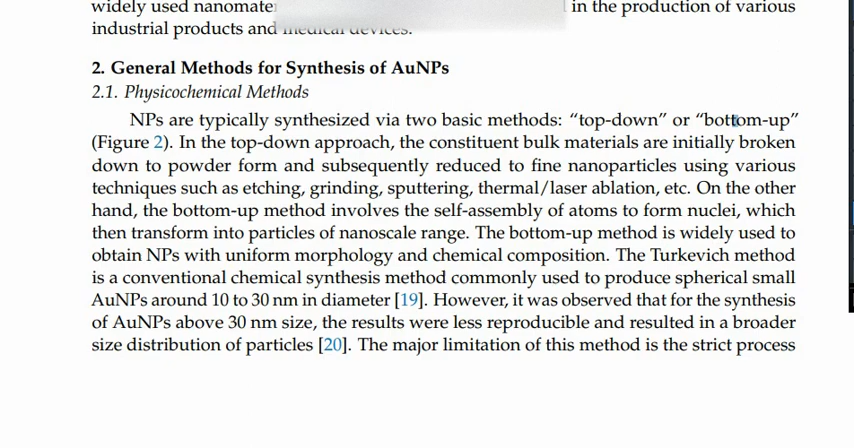 widely used nanomate in the production of various
industrial products and medical devices.
2. General Methods for Synthesis of AuNPs
2.1. Physicochemical Methods
NPs are typically synthesized via two basic methods: “top-down” or “bottom-up”
(Figure 2). In the top-down approach, the constituent bulk materials are initially broken
down to powder form and subsequently reduced to fine nanoparticles using various
techniques such as etching, grinding, sputtering, thermal/laser ablation, etc. On the other
hand, the bottom-up method involves the self-assembly of atoms to form nuclei, which
then transform into particles of nanoscale range. The bottom-up method is widely used to
obtain NPs with uniform morphology and chemical composition. The Turkevich method
is a conventional chemical synthesis method commonly used to produce spherical small
AuNPs around 10 to 30 nm in diameter [19]. However, it was observed that for the synthesis
of AuNPs above 30 nm size, the results were less reproducible and resulted in a broader
size distribution of particles [20]. The major limitation of this method is the strict process